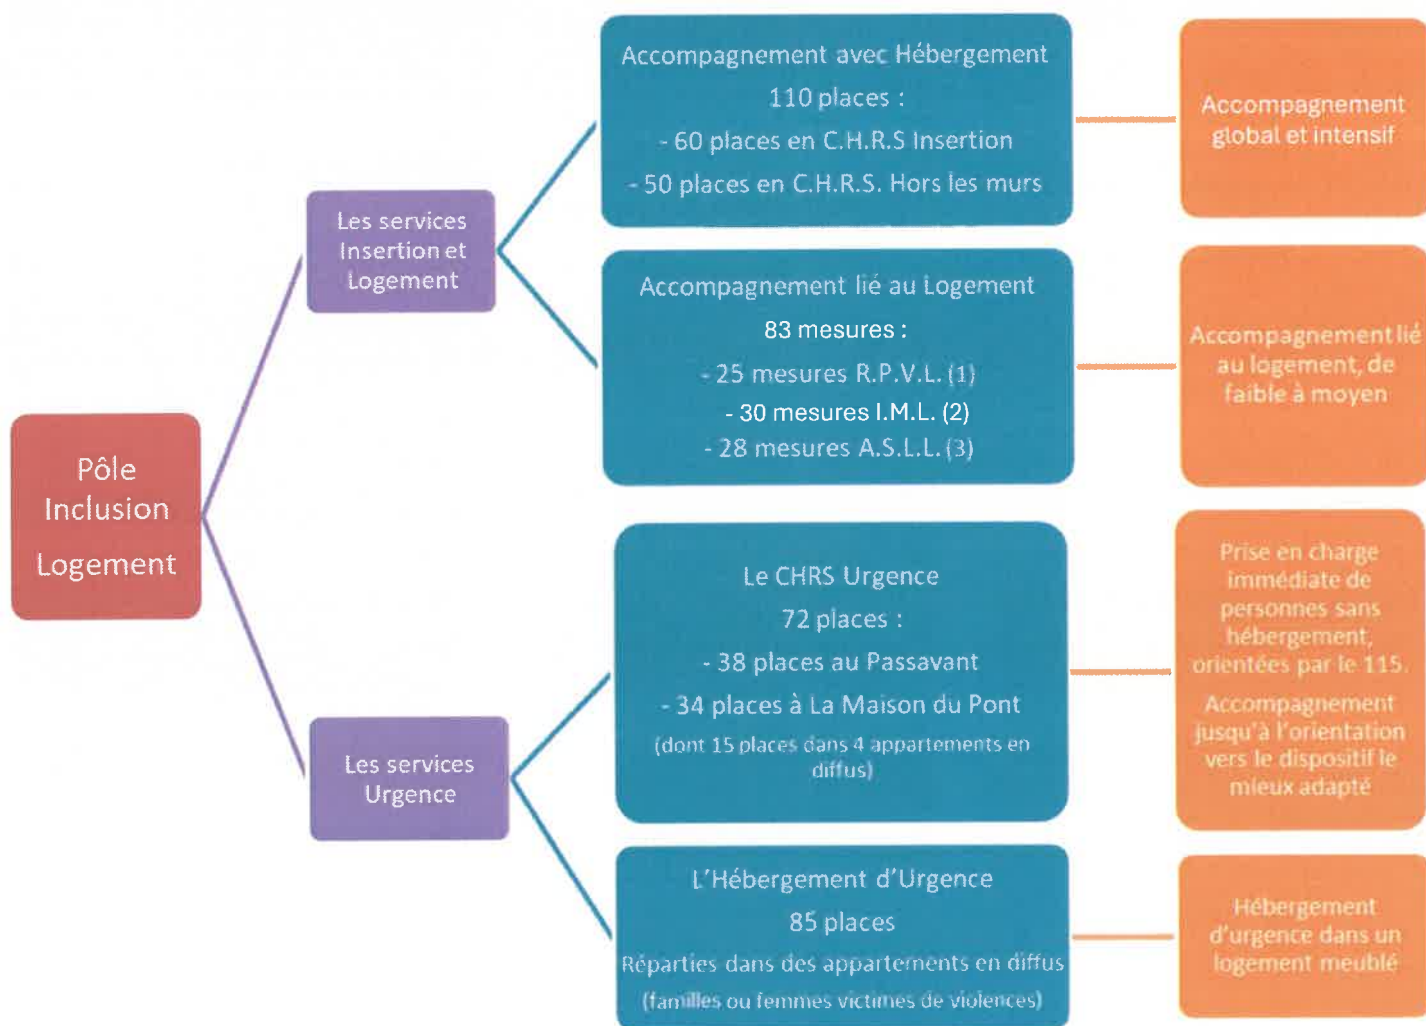 Pôle
Inclusion
Logement
Les services
Insertion et
Logement
Accompagnement avec Hébergement
110 places :
- 60 places en C.H.R.S Insertion
- 50 places en C.H.R.S. Hors les murs
Accompagnement
global et intensif
Accompagnement lié au Logement
83 mesures :
- 25 mesures R.P.V.L. (1)
- 30 mesures I.M.L. (2)
- 28 mesures A.S.L.L. (3)
Accompagnement lié
au logement, de
faible à moyen
Les services
Urgence
Le CHRS Urgence
72 places :
- 38 places au Passavant
- 34 places à La Maison du Pont
(dont 15 places dans 4 appartements en
diffus)
Prise en charge
immédiate de
personnes sans
hébergement,
orientées par le 115.
Accompagnement
jusqu'à l'orientation
vers le dispositif le
mieux adapté
L'Hébergement d'Urgence
85 places
Réparties dans des appartements en diffus
(familles ou femmes victimes de violences)
Hébergement
d'urgence dans un
logement meublé